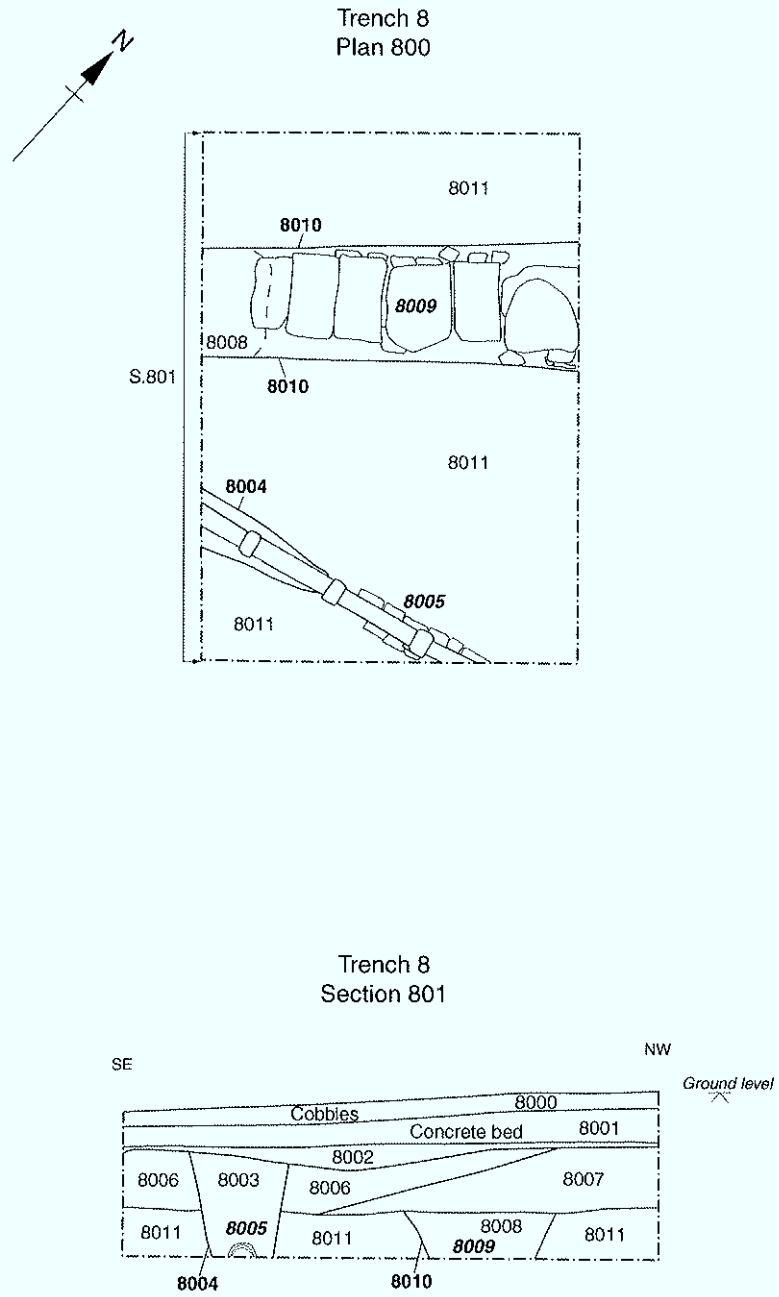 Trench 8
Plan 800
N
8011
8010
8009
8008
S.801
8010
8011
8004
8005
8011
Trench 8
Section 801
SE
NW
Ground level
Cobbles
8000
Concrete bed
8001
8002
8006
8003
8006
8007
8011
8005
8011
8008
8009
8011
8004
8010